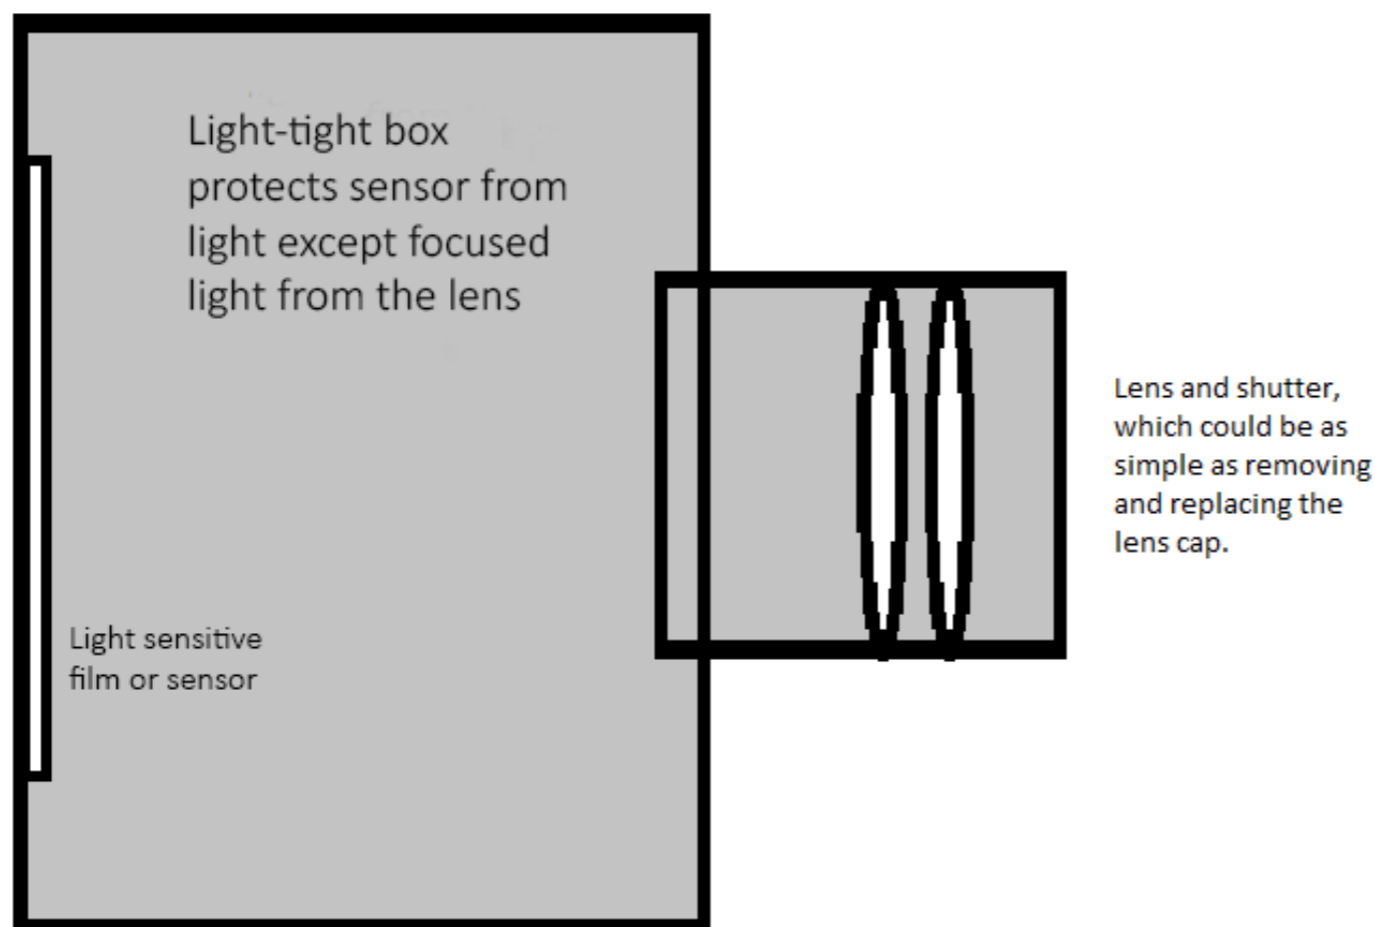 Light-tight box
protects sensor from
light except focused
light from the lens
Lens and shutter,
which could be as
simple as removing
and replacing the
lens cap.
Light sensitive
film or sensor